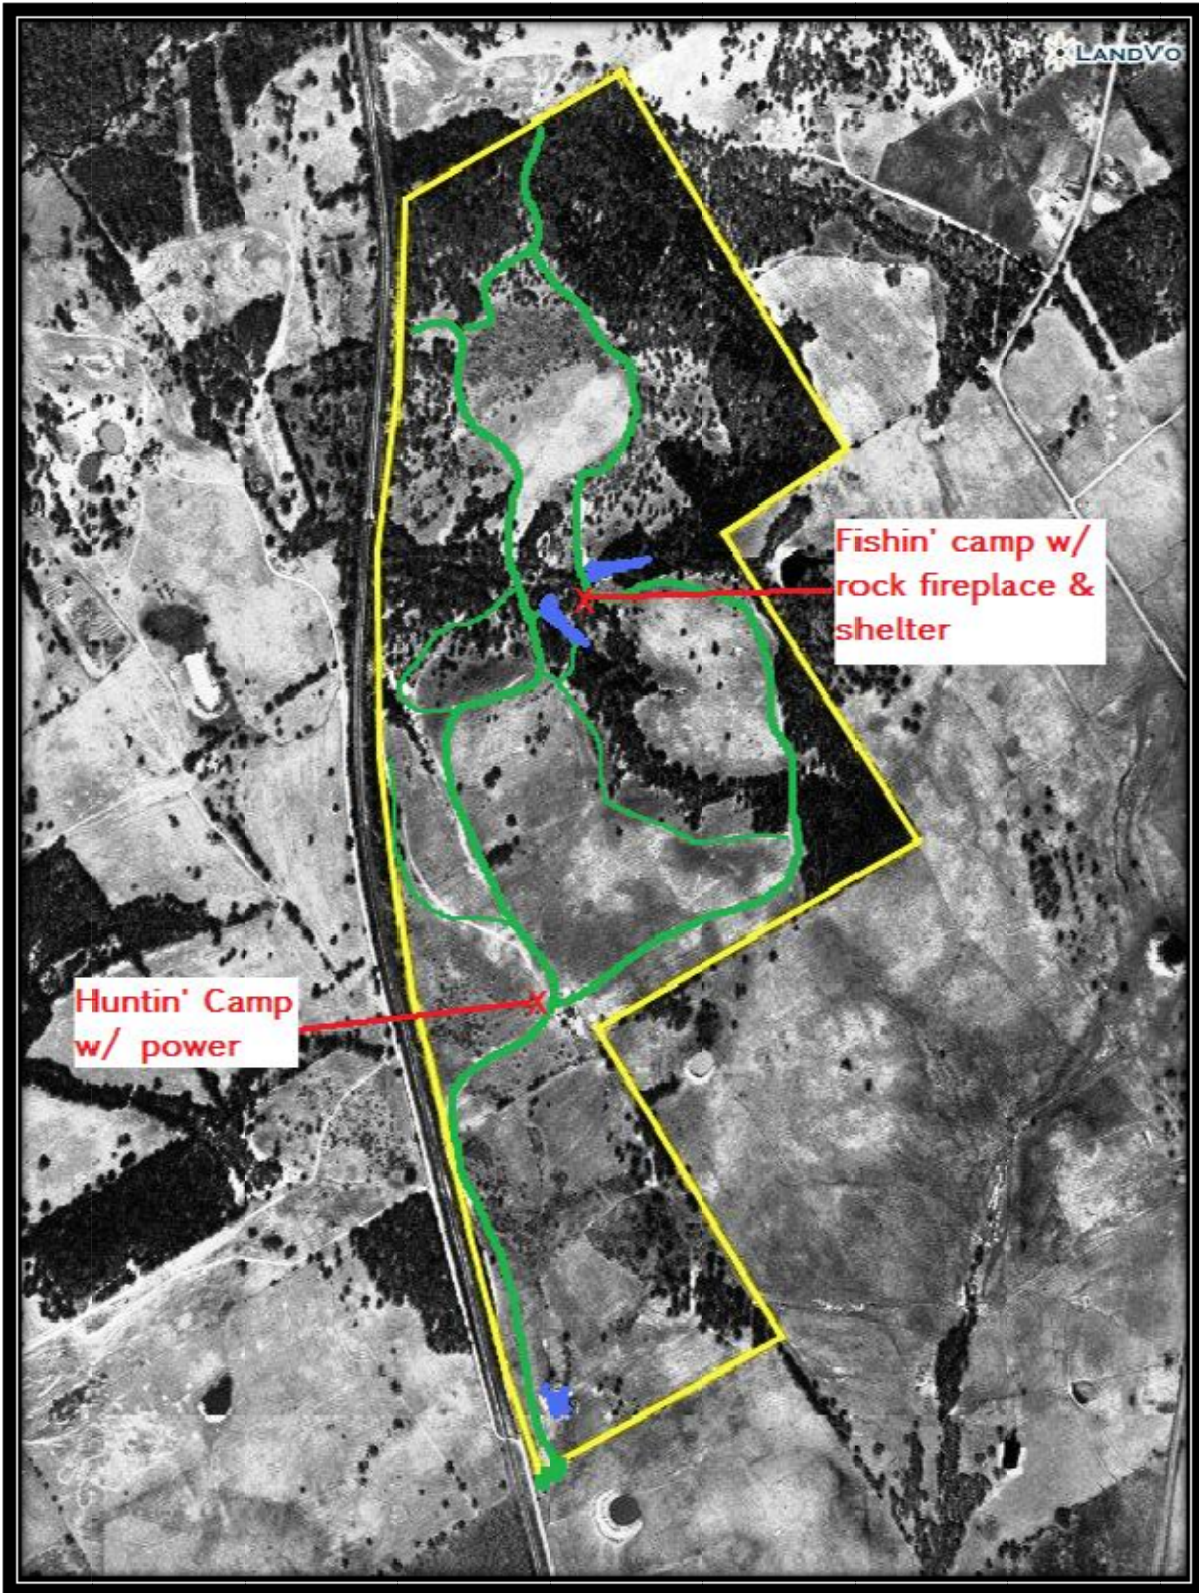 LANDVO
Fishin' camp w/
rock fireplace &
shelter
Huntin' Camp
w/ power